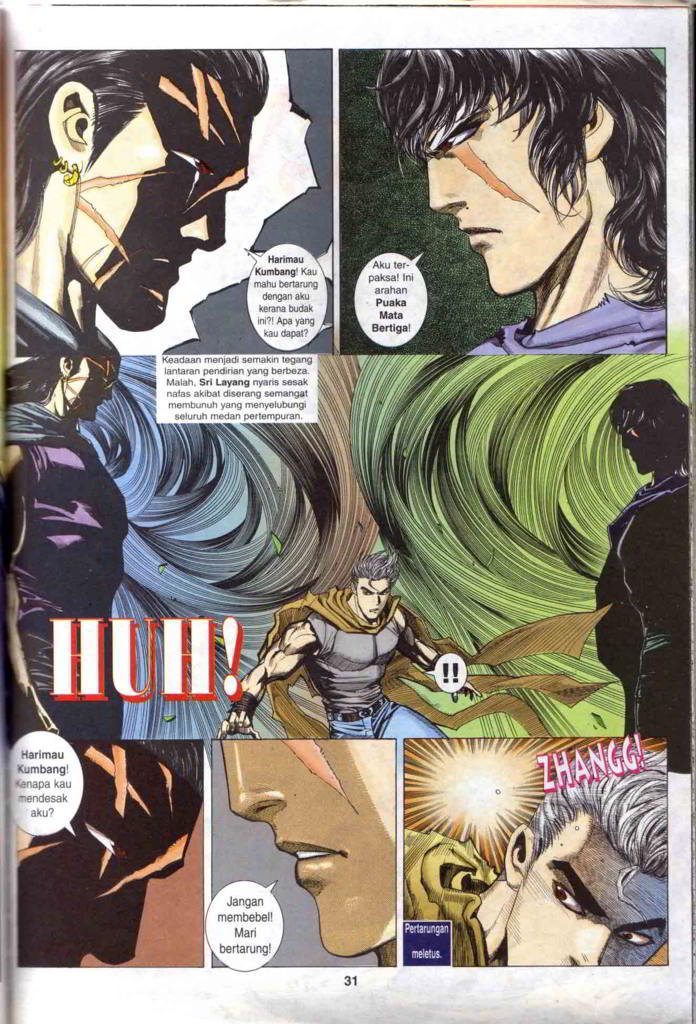 Harimau
Kumbang! Kau
mahu bertarung
dengan aku
kerana budak
ini?! Apa yang
kau dapat?
Aku ter-
paksa! Ini
arahan
Puaka
Mata
Bertiga!
Keadaan menjadi semakin tegang
lantaran pendirian yang berbeza.
Malah, Sri Layang nyaris sesak
nafas akibat diserang semangat
membunuh yang menyelubungi
seluruh medan pertempuran.
HUH!
!!
Harimau
Kumbang!
Kenapa kau
mendesak
aku?
Jangan
membebel!
Mari
bertarung!
ZHANGG!
Pertarungan
meletus.
31